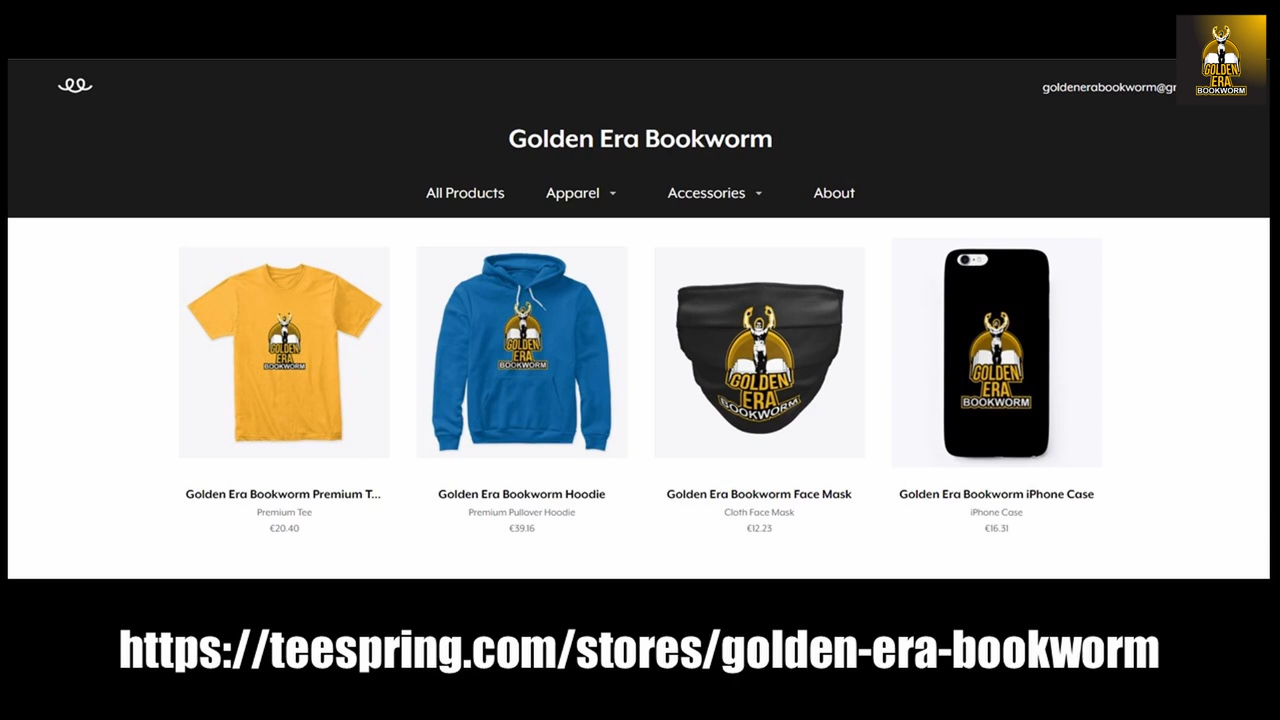 goldenerabookworm@gr
GOLDEN
ERA
BOOKWORM
Golden Era Bookworm
All Products
Apparel
Accessories
About
GOLDEN
ERA
BOOKWORM
GOLDEN
ERA
BOOKWORM
GOLDEN
ERA
BOOKWORM
GOLDEN
ERA
BOOKWORM
Golden Era Bookworm Premium T...
Premium Tee
€20.40
Golden Era Bookworm Hoodie
Premium Pullover Hoodie
€39.16
Golden Era Bookworm Face Mask
Cloth Face Mask
€12.23
Golden Era Bookworm iPhone Case
iPhone Case
€16.31
https://teespring.com/stores/golden-era-bookworm